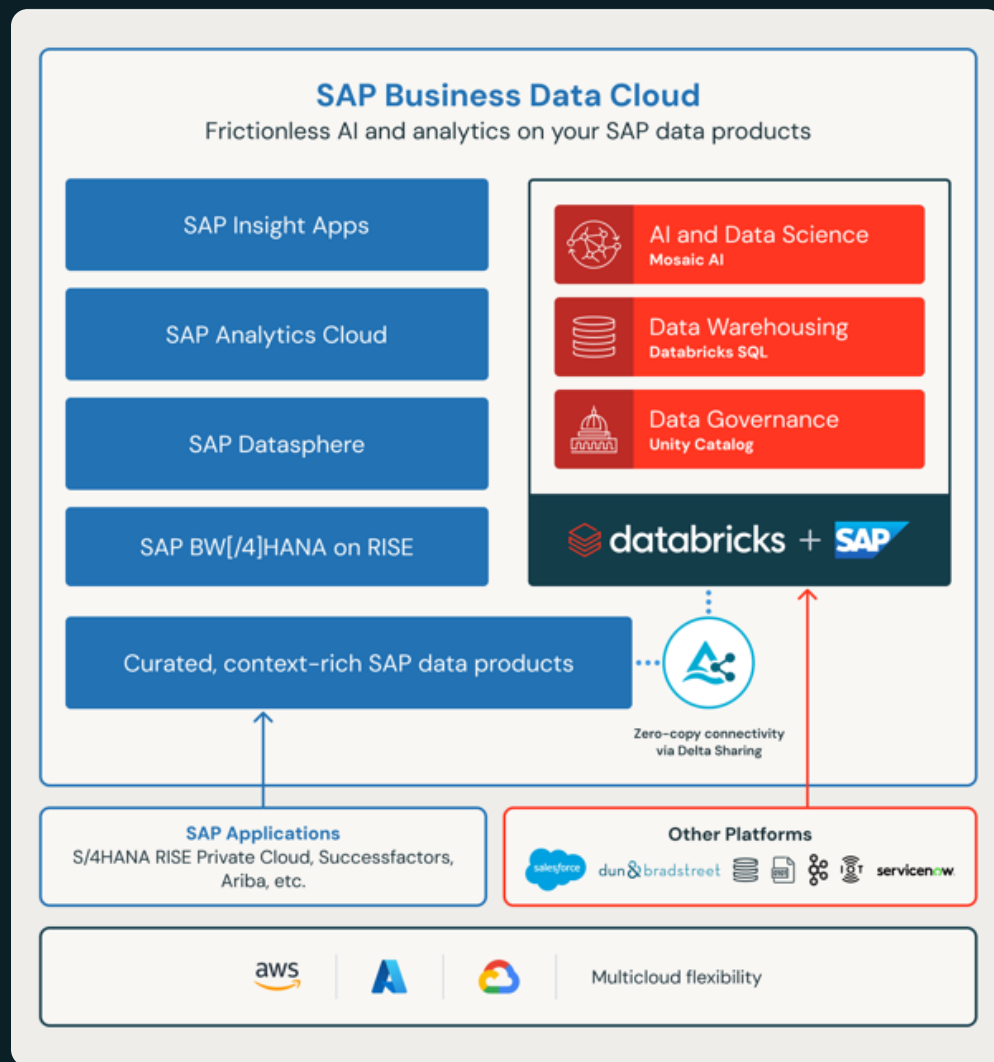 SAP Business Data Cloud
Frictionless AI and analytics on your SAP data products
SAP Insight Apps
SAP Analytics Cloud
SAP Datasphere
SAP BW[/4]HANA on RISE
Curated, context-rich SAP data products
AI and Data Science
Mosaic AI
Data Warehousing
Databricks SQL
Data Governance
Unity Catalog
databricks + SAP
Zero-copy connectivity
via Delta Sharing
SAP Applications
S/4HANA RISE Private Cloud, Successfactors,
Ariba, etc.
Other Platforms
salesforce dun&bradstreet IOT servicenow
aws Multicloud flexibility